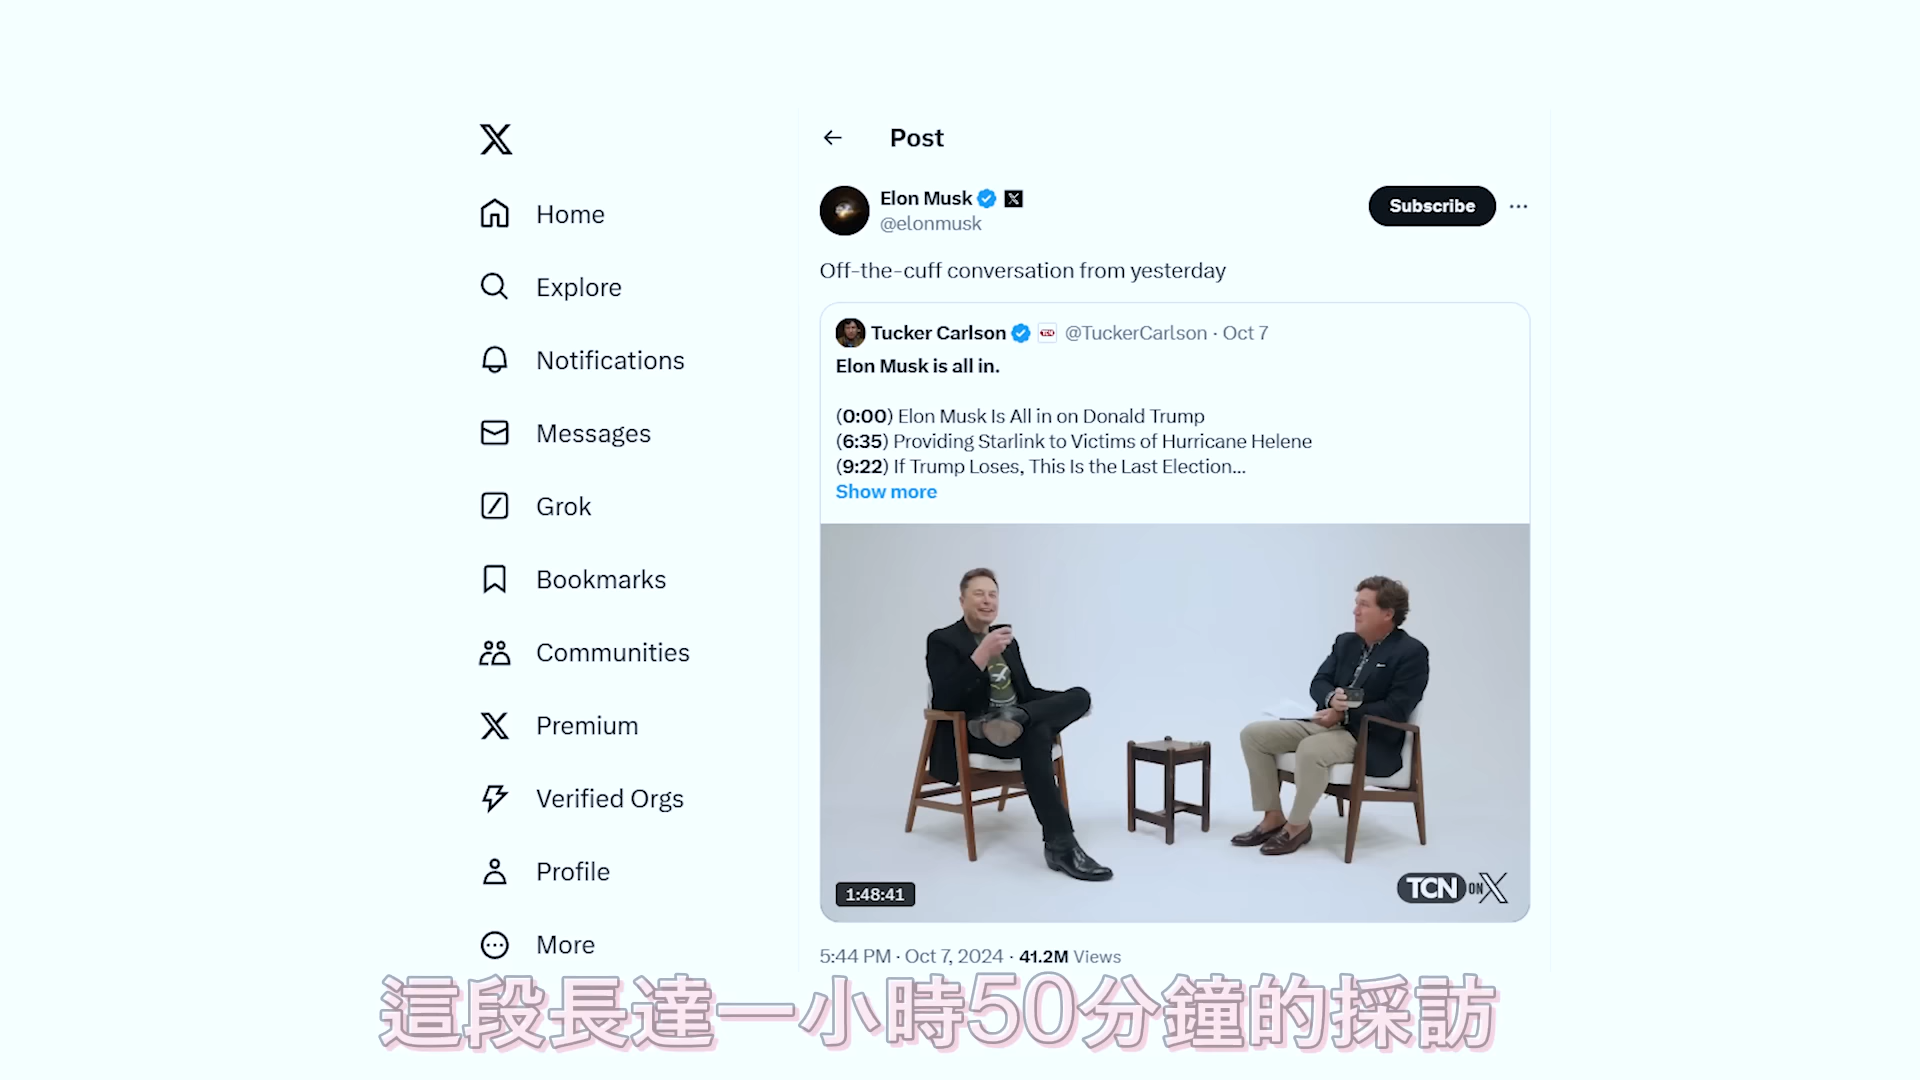 Post
Elon Musk
@elonmusk
Subscribe
Off-the-cuff conversation from yesterday
Tucker Carlson TCN @TuckerCarlson · Oct 7
Elon Musk is all in.
(0:00) Elon Musk Is All in on Donald Trump
(6:35) Providing Starlink to Victims of Hurricane Helene
(9:22) If Trump Loses, This Is the Last Election...
Show more
1:48:41
TCN ON X
5:44 PM · Oct 7, 2024 · 41.2M Views
Home
Explore
Notifications
Messages
Grok
Bookmarks
Communities
Premium
Verified Orgs
Profile
More
這段長達一小時50分鐘的採訪